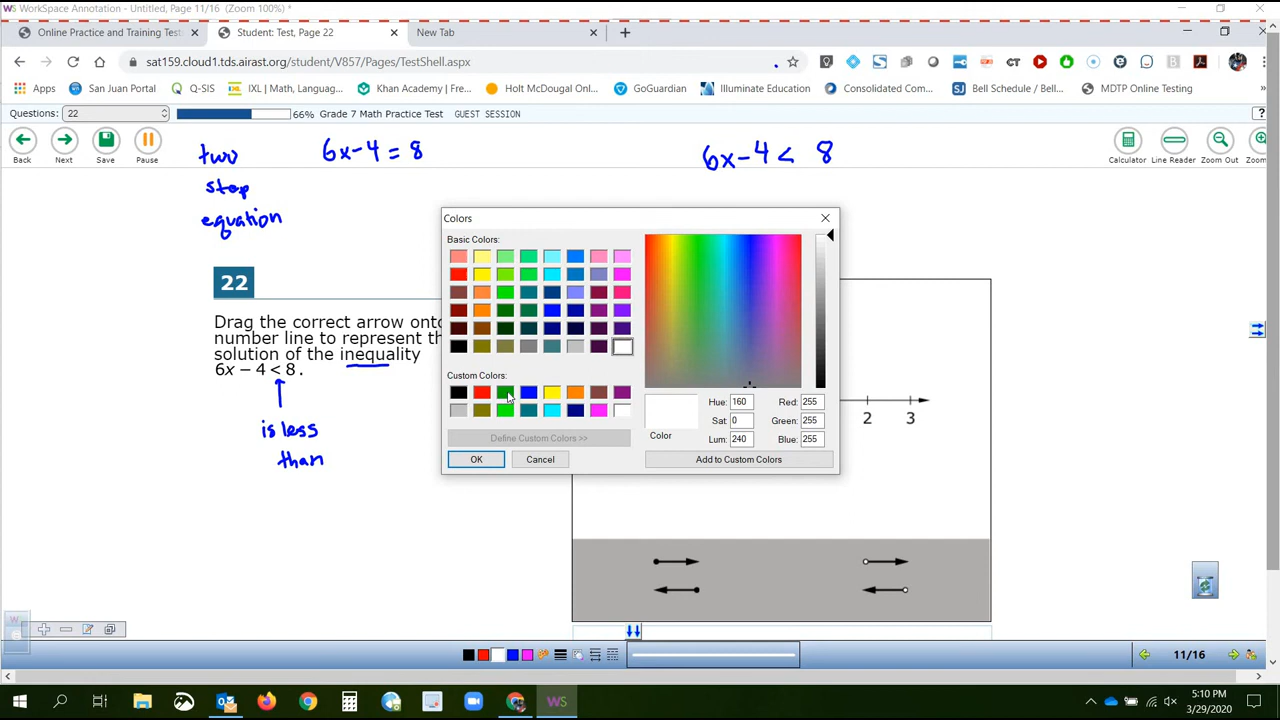 WorkSpace Annotation - Untitled, Page 11/16 (Zoom 100%) *
Online Practice and Training Test
Student: Test, Page 22
New Tab
sat159.cloud1.tds.airast.org/student/V857/Pages/TestShell.aspx
Apps
San Juan Portal
Q-SIS
IXL | Math, Languag...
Khan Academy | Fre...
Holt McDougal Onl...
GoGuardian
Illuminate Education
Consolidated Com...
Bell Schedule / Bell...
MDTP Online Testing
Questions: 22
66% Grade 7 Math Practice Test GUEST SESSION
Back
Next
Save
Pause
Calculator
Line Reader
Zoom Out
two
step
equation
6x-4 = 8
6x-4 < 8
22
Drag the correct arrow onto
number line to represent th
solution of the inequality
6x − 4 < 8 .
is less
than
Colors
Basic Colors:
Custom Colors:
Define Custom Colors >>
OK
Cancel
Color
Hue: 160
Sat: 0
Lum: 240
Red: 255
Green: 255
Blue: 255
Add to Custom Colors
2 3
11/16
5:10 PM
3/29/2020